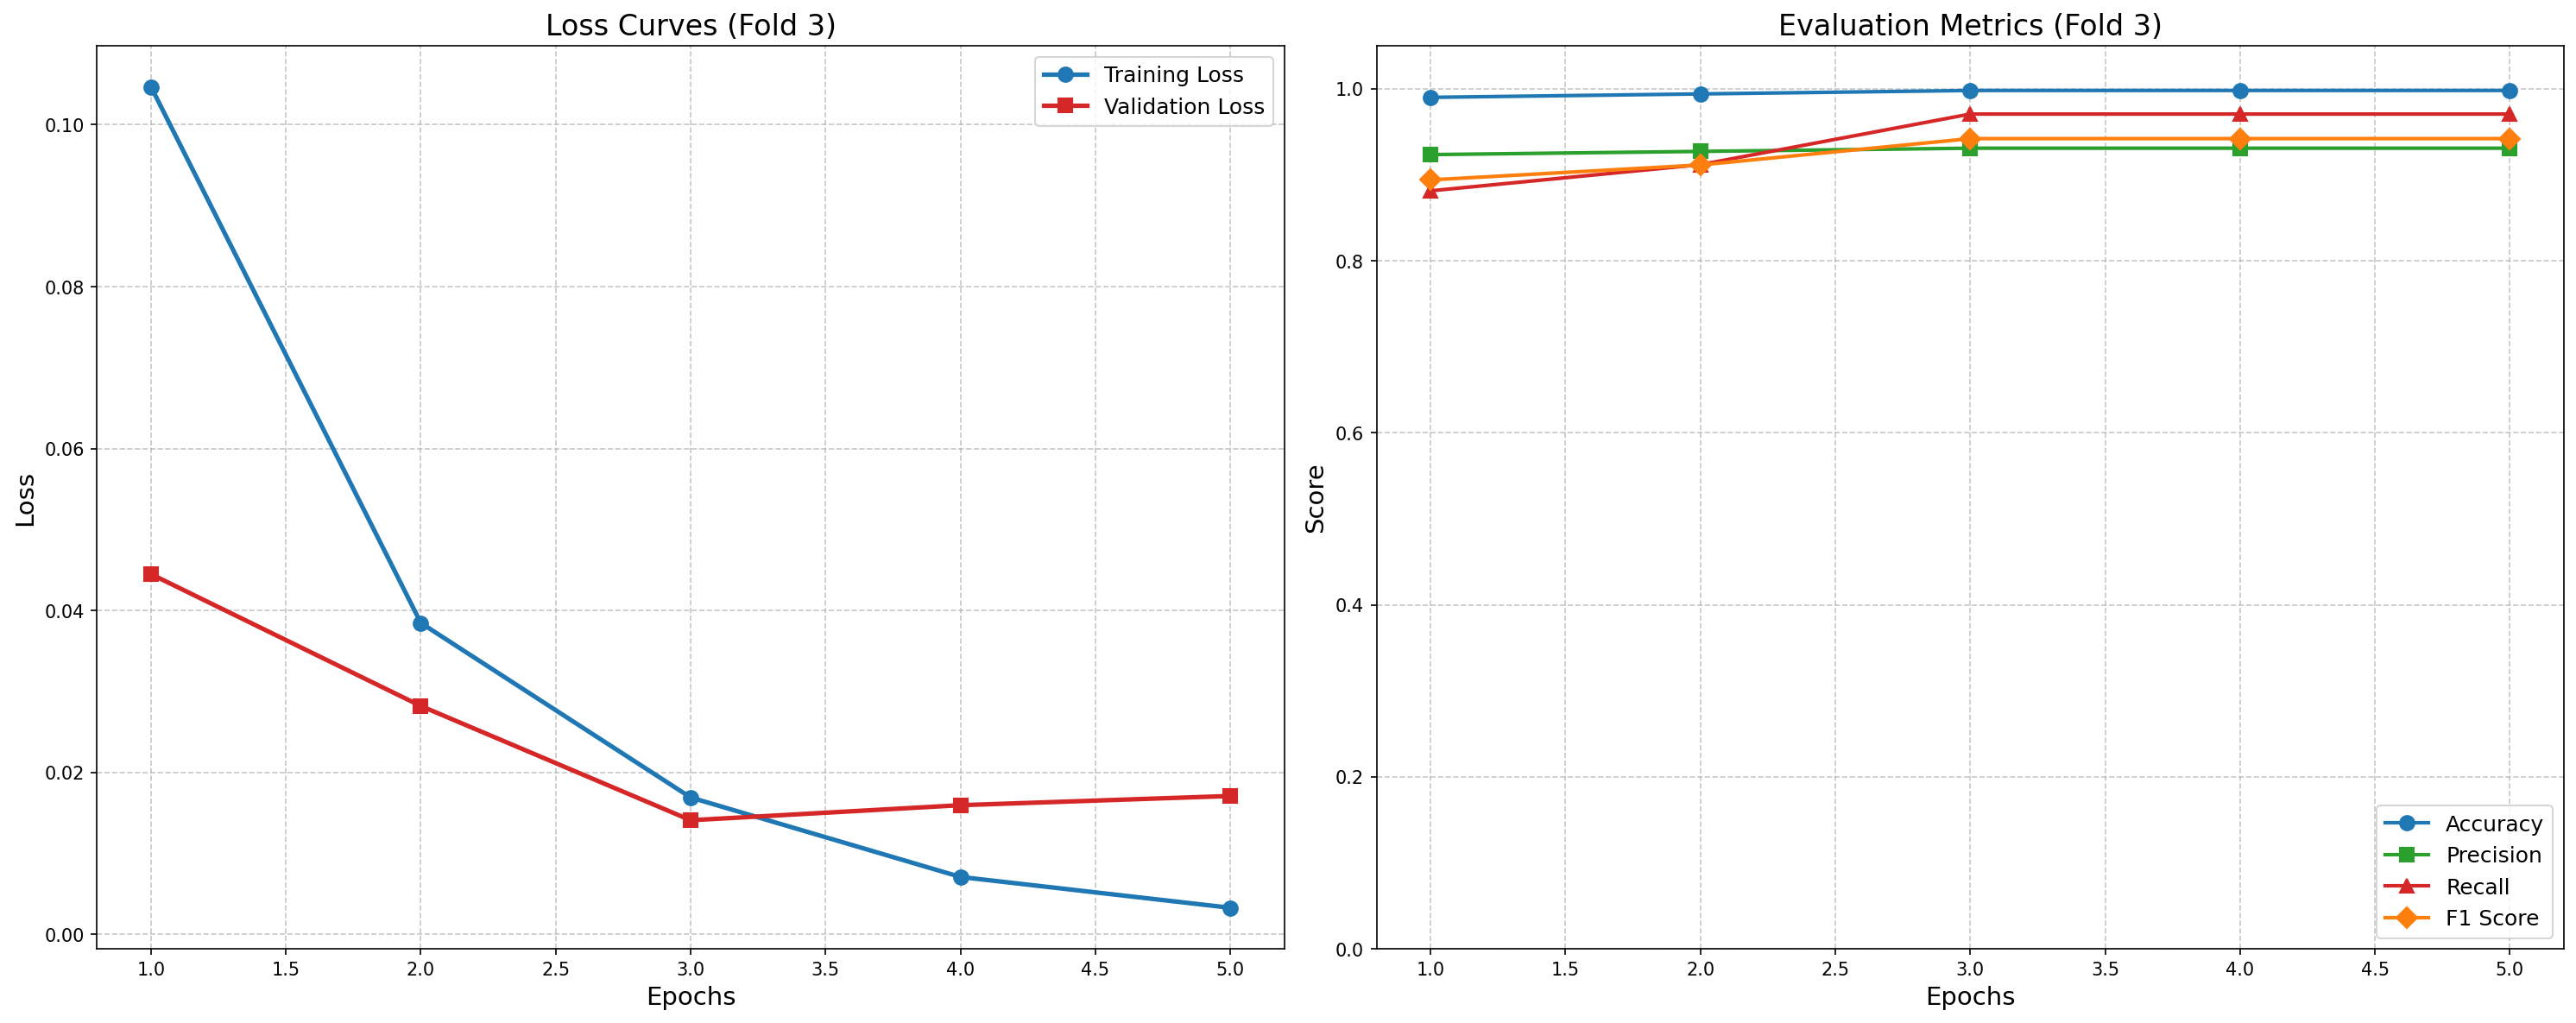 Loss Curves (Fold 3)
Training Loss
Validation Loss
0.10
0.08
0.06
0.04
0.02
0.00
Loss
1.0 1.5 2.0 2.5 3.0 3.5 4.0 4.5 5.0
Epochs
Evaluation Metrics (Fold 3)
1.0
0.8
0.6
0.4
0.2
0.0
Score
Accuracy
Precision
Recall
F1 Score
1.0 1.5 2.0 2.5 3.0 3.5 4.0 4.5 5.0
Epochs